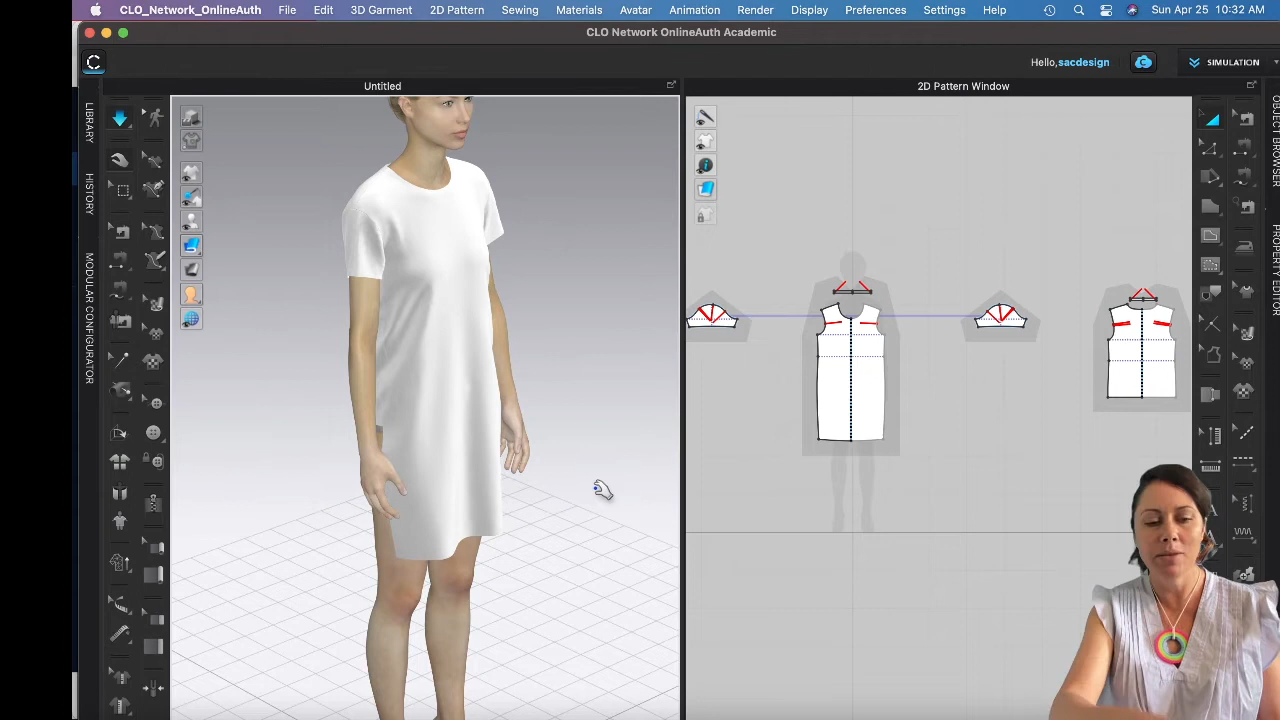 CLO_Network_OnlineAuth File Edit 3D Garment 2D Pattern Sewing Materials Avatar Animation Render Display Preferences Settings Help Sun Apr 25 10:32 AM
CLO Network OnlineAuth Academic
Hello,sacdesign SIMULATION
Untitled
2D Pattern Window
LIBRARY
HISTORY
MODULAR CONFIGURATOR
OBJECT BROWSER
PROPERTY EDITOR